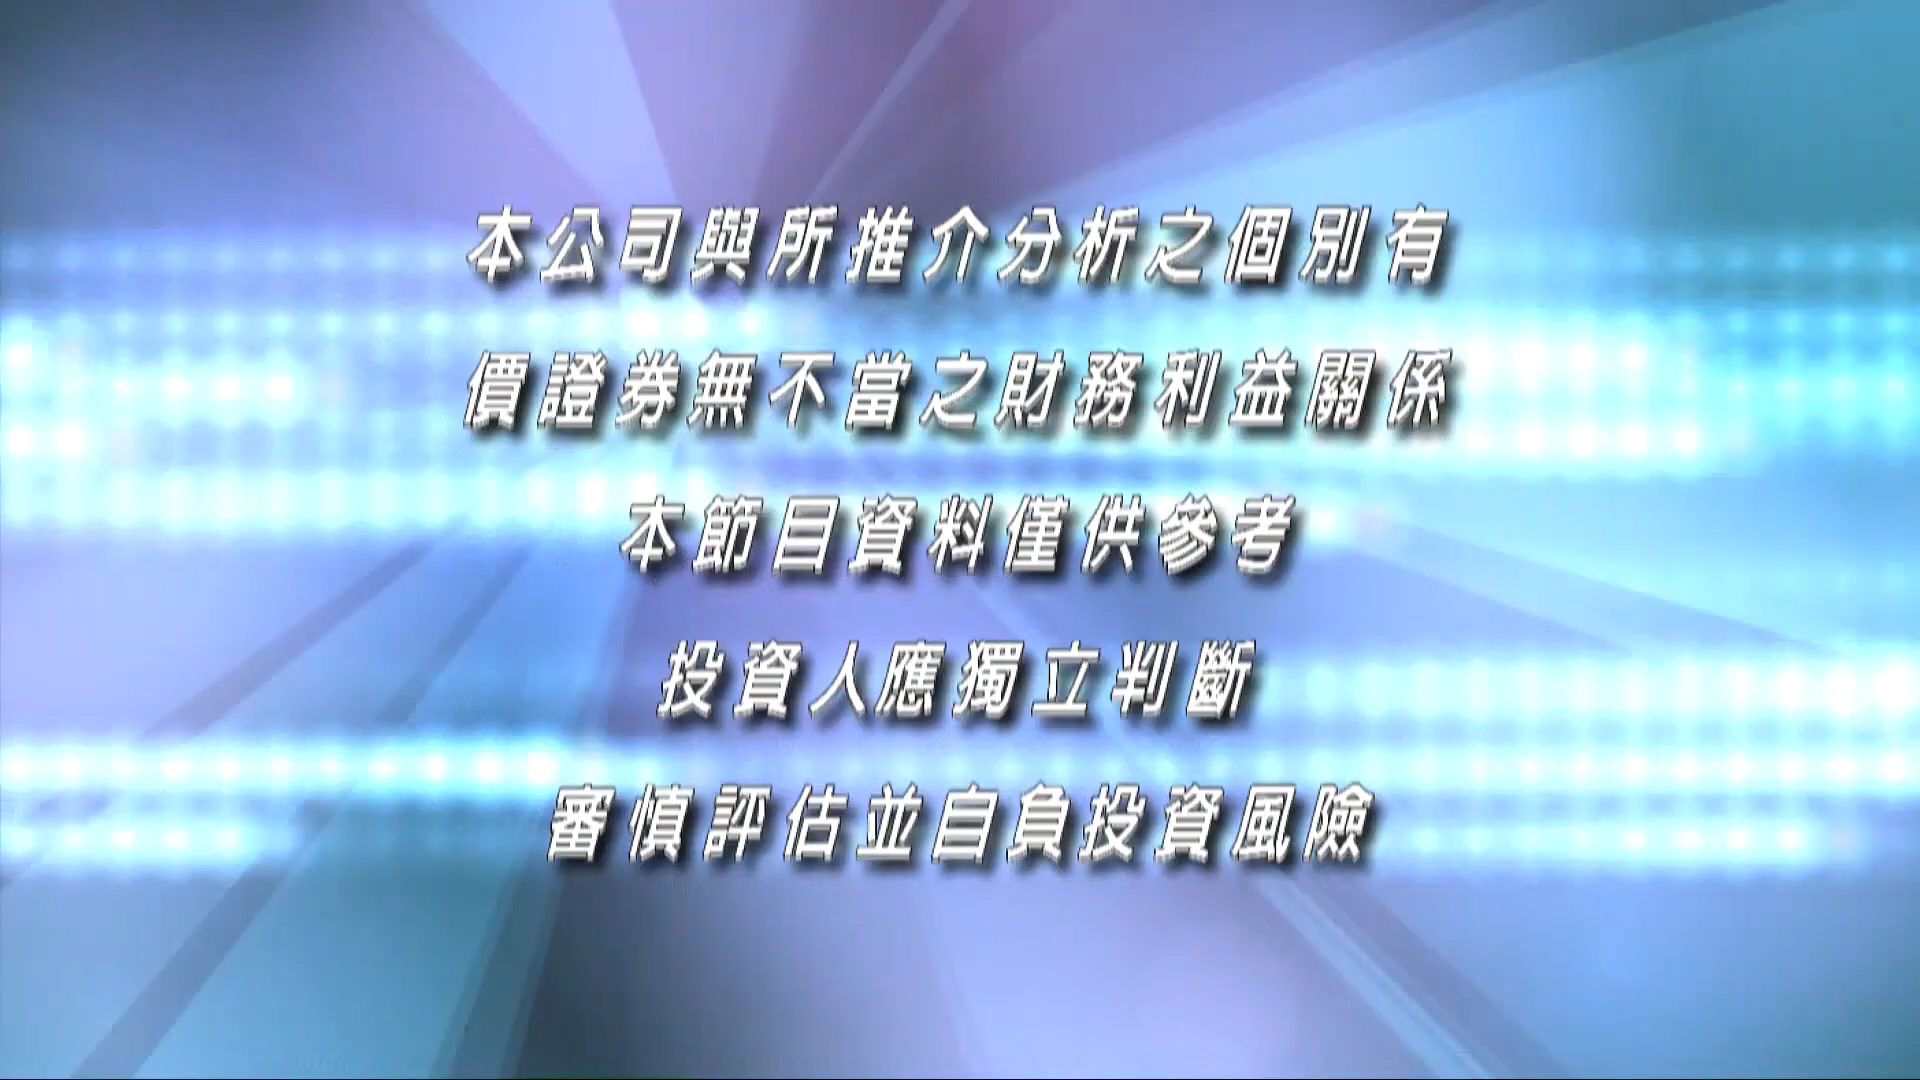 本公司與所推介分析之個別有
價證券無不當之財務利益關係
本節目資料僅供參考
投資人應獨立判斷
審慎評估並自負投資風險